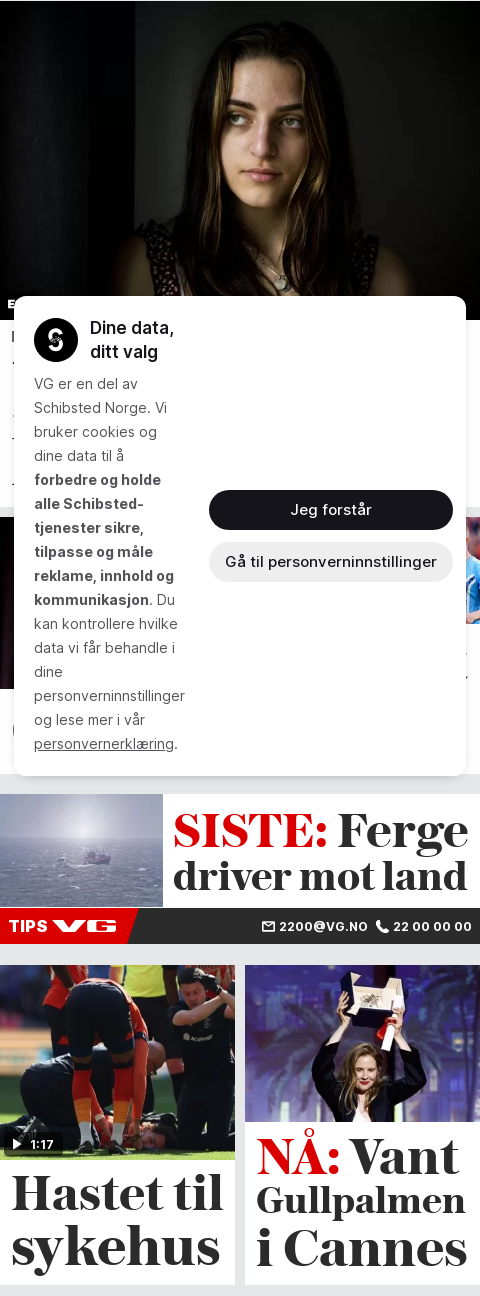 Dine data,
ditt valg
VG er en del av
Schibsted Norge. Vi
bruker cookies og
dine data til å
forbedre og holde
alle Schibsted-
tjenester sikre,
tilpasse og måle
reklame, innhold og
kommunikasjon. Du
kan kontrollere hvilke
data vi får behandle i
dine
personverninnstillinger
og lese mer i vår
personvernerklæring.
Jeg forstår
Gå til personverninnstillinger
SISTE: Ferge
driver mot land
TIPS VG
2200@VG.NO 22 00 00 00
1:17
Hastet til
sykehus
NÅ: Vant
Gullpalmen
i Cannes